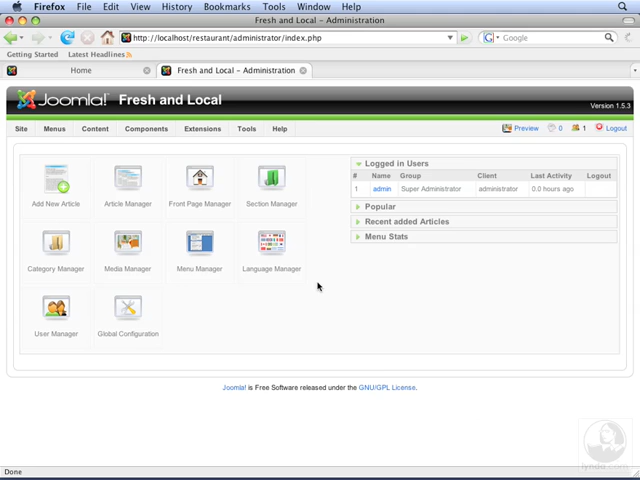 Firefox File Edit View History Bookmarks Tools Window Help
Fresh and Local - Administration
http://localhost/restaurant/administrator/index.php
Google
Getting Started Latest Headlines
Home
Fresh and Local - Administration
Joomla! Fresh and Local
Version 1.5.3
Site Menus Content Components Extensions Tools Help
Preview 0 1 Logout
Add New Article Article Manager Front Page Manager Section Manager
Category Manager Media Manager Menu Manager Language Manager
User Manager Global Configuration
Logged in Users
# Name Group Client Last Activity Logout
1 admin Super Administrator administrator 0.0 hours ago
Popular
Recent added Articles
Menu Stats
Joomla! is Free Software released under the GNU/GPL License.
lynda.com
Done